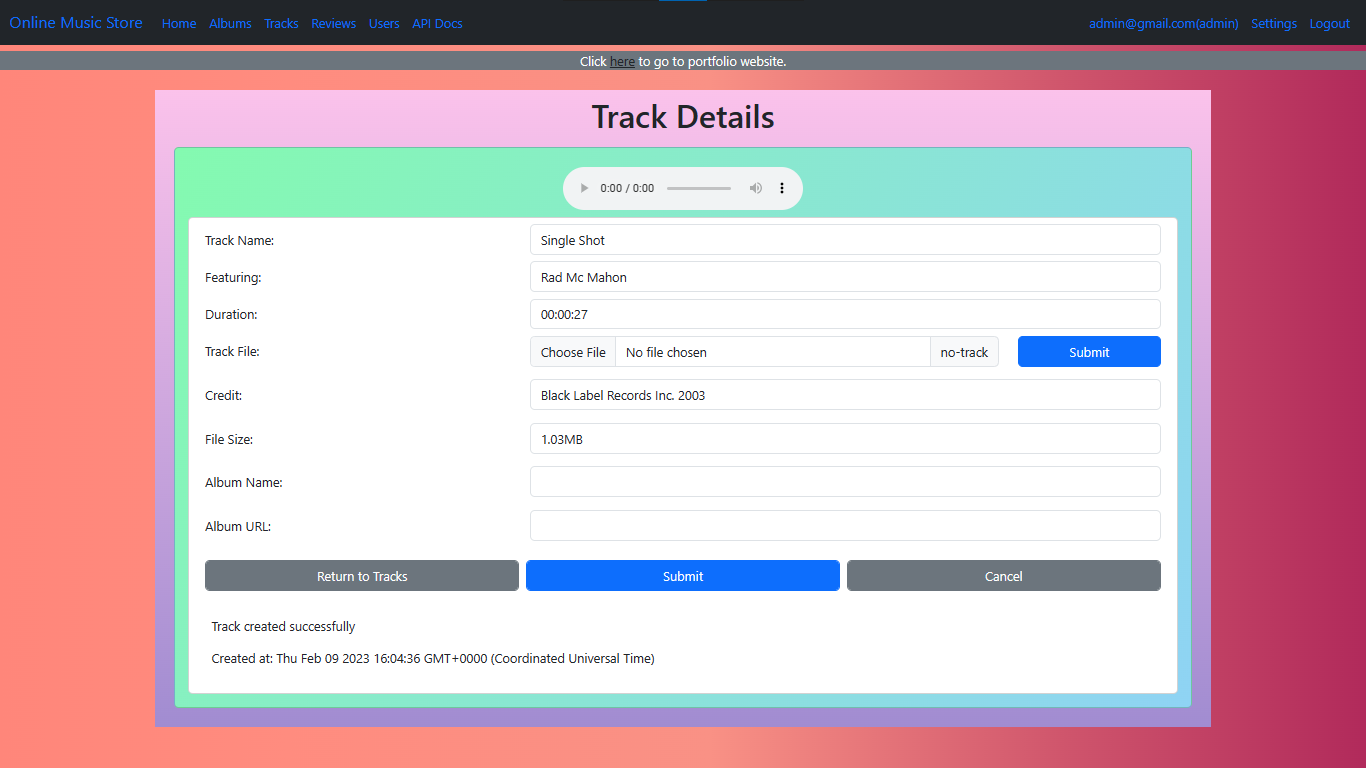 Online Music Store Home Albums Tracks Reviews Users API Docs admin@gmail.com(admin) Settings Logout
Click here to go to portfolio website.
Track Details
0:00 / 0:00
Track Name: Single Shot
Featuring: Rad Mc Mahon
Duration: 00:00:27
Track File: Choose File No file chosen no-track Submit
Credit: Black Label Records Inc. 2003
File Size: 1.03MB
Album Name:
Album URL:
Return to Tracks Submit Cancel
Track created successfully
Created at: Thu Feb 09 2023 16:04:36 GMT+0000 (Coordinated Universal Time)